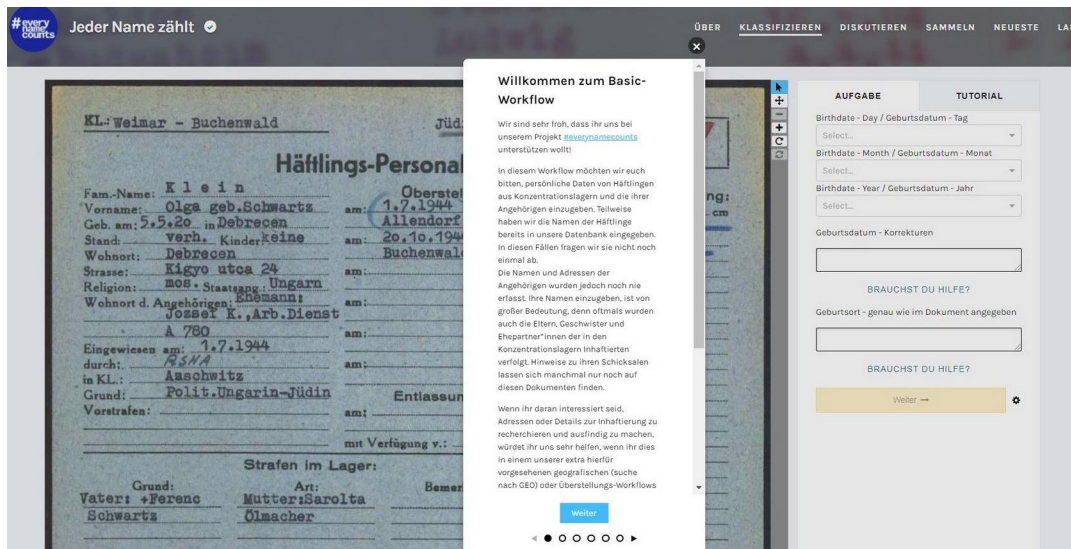 #every
name
counts
Jeder Name zählt
ÜBER KLASSIFIZIEREN DISKUTIEREN SAMMELN NEUESTE
KL.: Weimar - Buchenwald
Häftlings-Personal
Fam.-Name: Klein
Vorname: Olga geb.Schwartz
Geb. am: 5.5.20 in Debrecen
Stand: verh. Kinder keine
Wohnort: Debrecen
Strasse: Kigyo utca 24
Religion: mos. Staatsang.: Ungarn
Wohnort d. Angehörigen: Ehemann:
Jozsef K.,Arb.Dienst
A 780
Eingewiesen am: 1.7.1944
durch: RSHA
in KL.: Auschwitz
Grund: Polit.Ungarin-Jüdin
Vorstrafen:
am: 1.7.1944
Allendorf
am: 20.10.194
Buchenwal
am:
am:
am:
am:
Entlassun
am:
mit Verfügung v.:
ng:
cm
Strafen im Lager:
Grund: Art: Bemer
Vater: +Ferenc Mutter:Sarolta
Schwartz Ölmacher
Willkommen zum Basic-
Workflow
Wir sind sehr froh, dass ihr uns bei
unserem Projekt #everynamecounts
unterstützen wollt!
In diesem Workflow möchten wir euch
bitten, persönliche Daten von Häftlingen
aus Konzentrationslagern und die ihrer
Angehörigen einzugeben. Teilweise
haben wir die Namen der Häftlinge
bereits in unsere Datenbank eingegeben.
In diesen Fällen fragen wir sie nicht noch
einmal ab.
Die Namen und Adressen der
Angehörigen wurden jedoch noch nie
erfasst. Ihre Namen einzugeben, ist von
großer Bedeutung, denn oftmals wurden
auch die Eltern, Geschwister und
Ehepartner*innen der in den
Konzentrationslagern Inhaftierten
verfolgt. Hinweise zu ihren Schicksalen
lassen sich manchmal nur noch auf
diesen Dokumenten finden.
Wenn ihr daran interessiert seid,
Adressen oder Details zur Inhaftierung zu
recherchieren und ausfindig zu machen,
würdet ihr uns sehr helfen, wenn ihr dies
in einem unserer extra hierfür
vorgesehenen geografischen (suche
nach GEO) oder Überstellungs-Workflows
Weiter
AUFGABE TUTORIAL
Birthdate - Day / Geburtsdatum - Tag
Select...
Birthdate - Month / Geburtsdatum - Monat
Select...
Birthdate - Year / Geburtsdatum - Jahr
Select...
Geburtsdatum - Korrekturen
BRAUCHST DU HILFE?
Geburtsort - genau wie im Dokument angegeben
BRAUCHST DU HILFE?
Weiter →